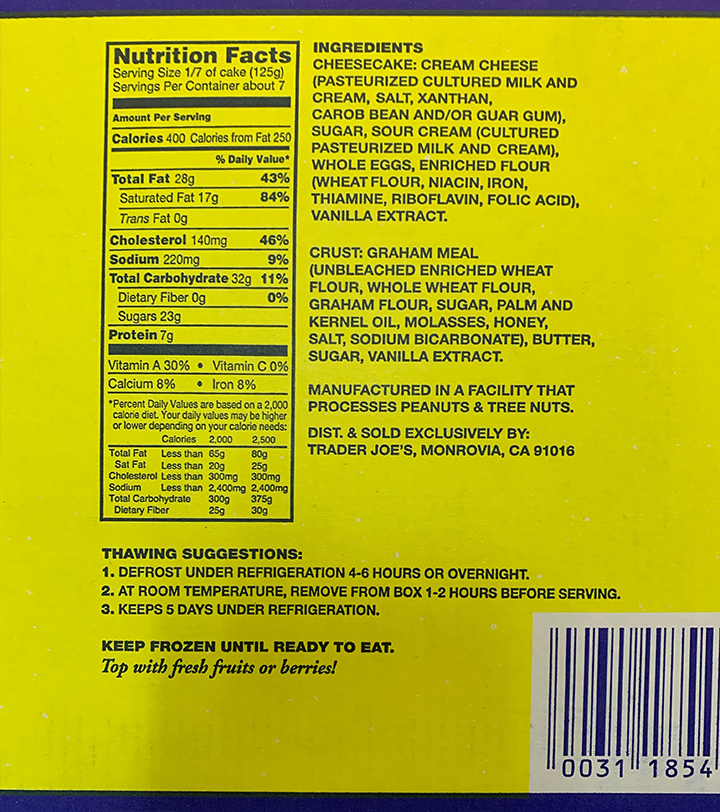 Nutrition Facts
Serving Size 1/7 of cake (125g)
Servings Per Container about 7
Amount Per Serving
Calories 400 Calories from Fat 250
% Daily Value*
Total Fat 28g 43%
Saturated Fat 17g 84%
Trans Fat 0g
Cholesterol 140mg 46%
Sodium 220mg 9%
Total Carbohydrate 32g 11%
Dietary Fiber 0g 0%
Sugars 23g
Protein 7g
Vitamin A 30% • Vitamin C 0%
Calcium 8% • Iron 8%
*Percent Daily Values are based on a 2,000
calorie diet. Your daily values may be higher
or lower depending on your calorie needs:
Calories 2,000 2,500
Total Fat Less than 65g 80g
Sat Fat Less than 20g 25g
Cholesterol Less than 300mg 300mg
Sodium Less than 2,400mg 2,400mg
Total Carbohydrate 300g 375g
Dietary Fiber 25g 30g
INGREDIENTS
CHEESECAKE: CREAM CHEESE
(PASTEURIZED CULTURED MILK AND
CREAM, SALT, XANTHAN,
CAROB BEAN AND/OR GUAR GUM),
SUGAR, SOUR CREAM (CULTURED
PASTEURIZED MILK AND CREAM),
WHOLE EGGS, ENRICHED FLOUR
(WHEAT FLOUR, NIACIN, IRON,
THIAMINE, RIBOFLAVIN, FOLIC ACID),
VANILLA EXTRACT.
CRUST: GRAHAM MEAL
(UNBLEACHED ENRICHED WHEAT
FLOUR, WHOLE WHEAT FLOUR,
GRAHAM FLOUR, SUGAR, PALM AND
KERNEL OIL, MOLASSES, HONEY,
SALT, SODIUM BICARBONATE), BUTTER,
SUGAR, VANILLA EXTRACT.
MANUFACTURED IN A FACILITY THAT
PROCESSES PEANUTS & TREE NUTS.
DIST. & SOLD EXCLUSIVELY BY:
TRADER JOE'S, MONROVIA, CA 91016
THAWING SUGGESTIONS:
1. DEFROST UNDER REFRIGERATION 4-6 HOURS OR OVERNIGHT.
2. AT ROOM TEMPERATURE, REMOVE FROM BOX 1-2 HOURS BEFORE SERVING.
3. KEEPS 5 DAYS UNDER REFRIGERATION.
KEEP FROZEN UNTIL READY TO EAT.
Top with fresh fruits or berries!
0031 1854